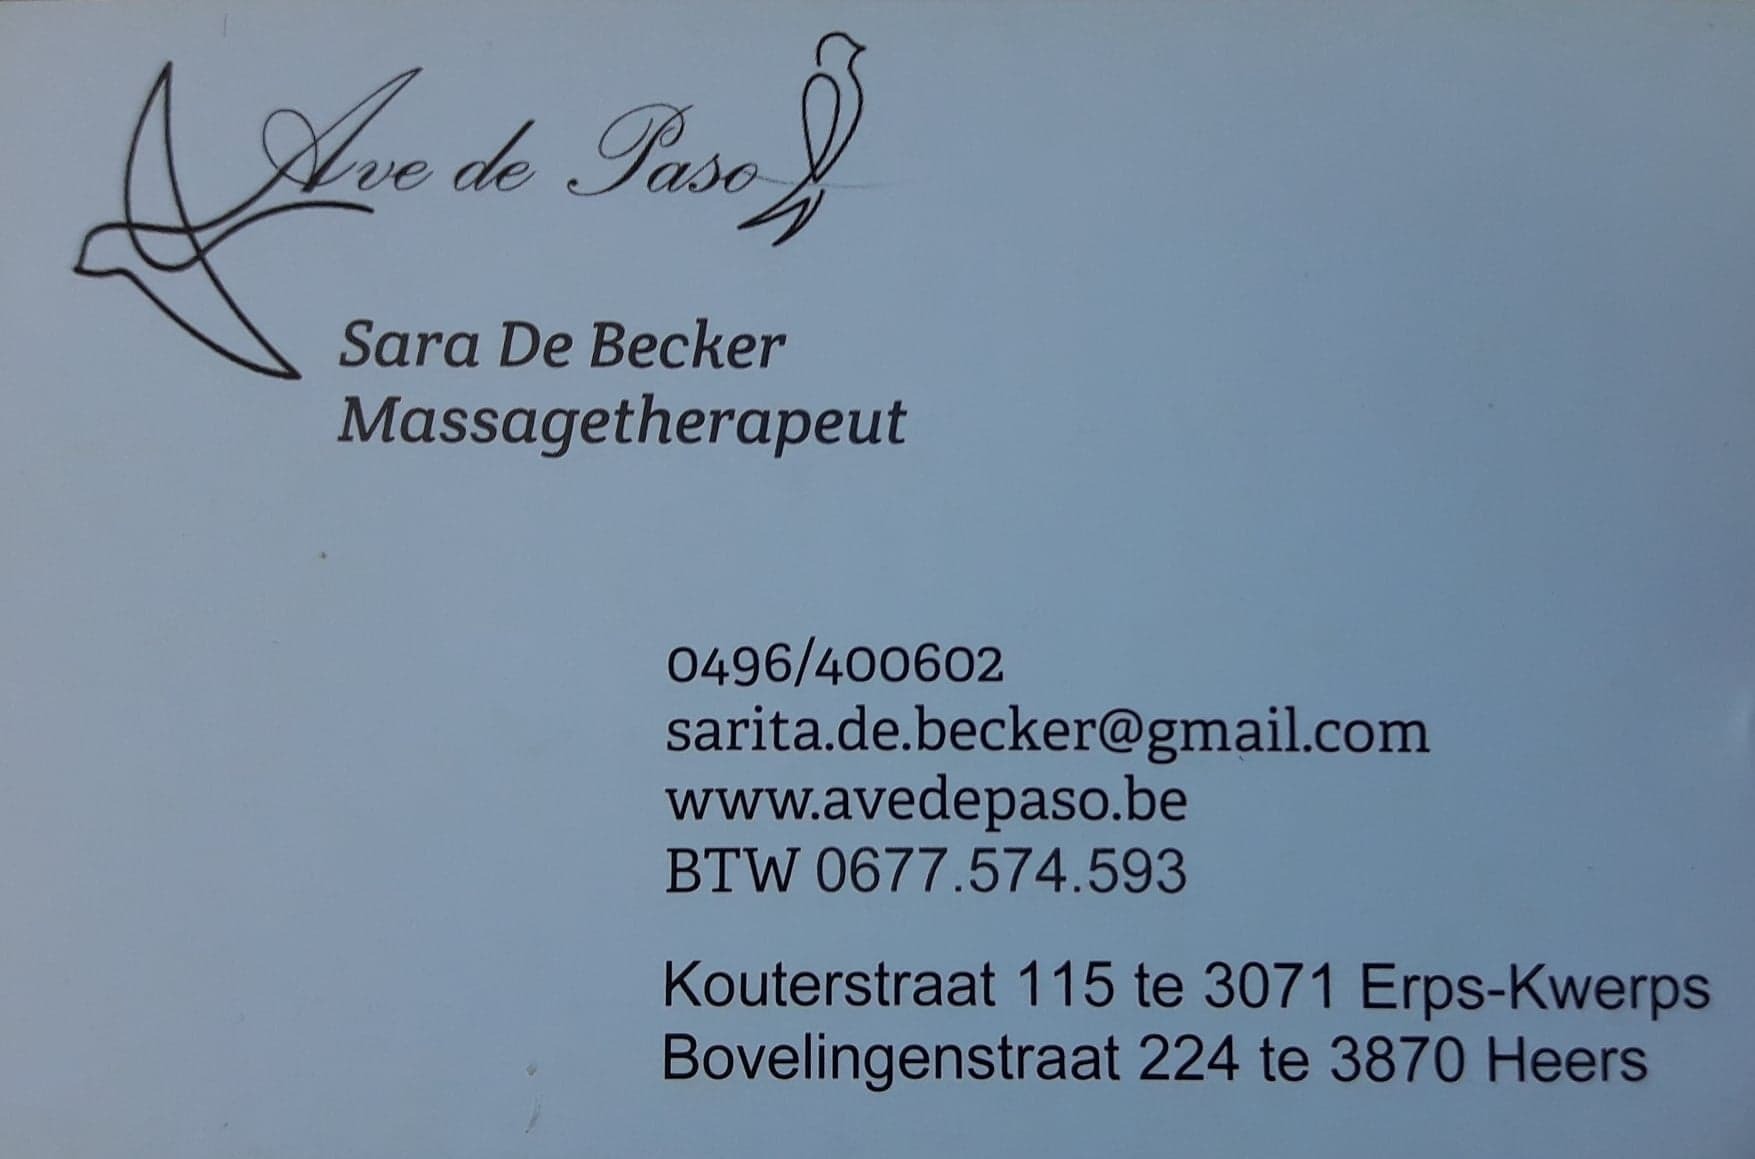 Ave de Paso
Sara De Becker
Massagetherapeut
0496/400602
sarita.de.becker@gmail.com
www.avedepaso.be
BTW 0677.574.593
Kouterstraat 115 te 3071 Erps-Kwerps
Bovelingenstraat 224 te 3870 Heers